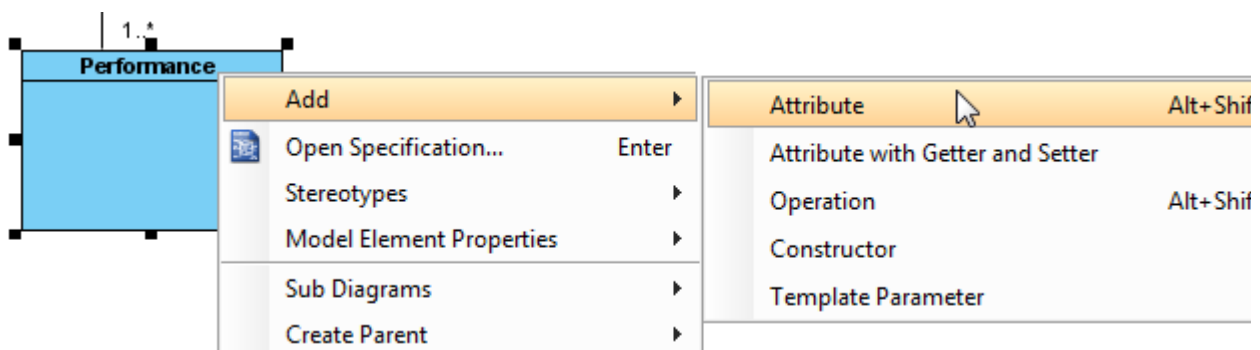 1..*
Performance
Add
Open Specification... Enter
Stereotypes
Model Element Properties
Sub Diagrams
Create Parent
Attribute Alt+Shif
Attribute with Getter and Setter
Operation Alt+Shif
Constructor
Template Parameter